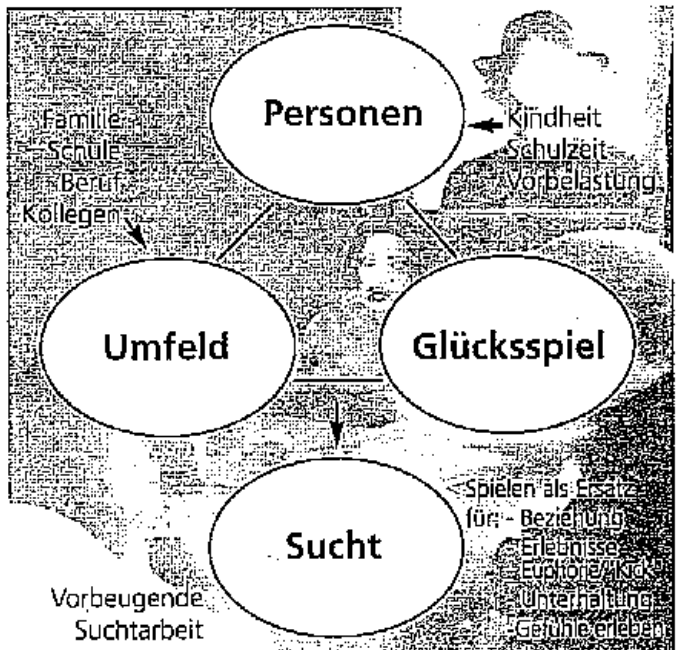 Personen
Familie
Schule
Beruf
Kollegen
Kindheit
Schulzeit
Vorbelastung
Umfeld
Glücksspiel
Sucht
Spielen als Ersatz
für: - Beziehung
Erlebnisse
Euphorie/"Kick"
Unterhaltung
Gefühle erleben
Vorbeugende
Suchtarbeit